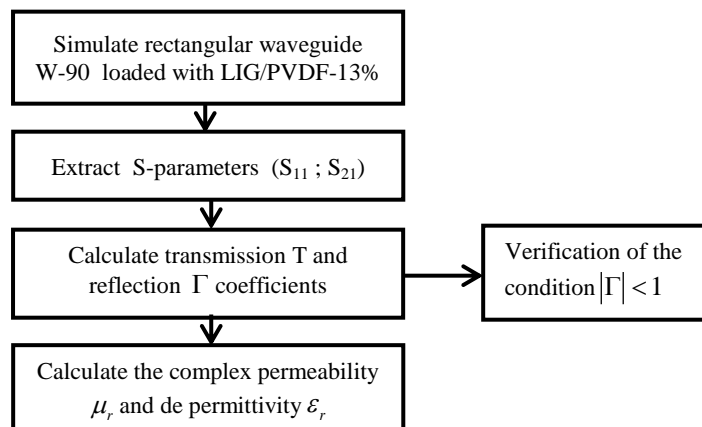 Simulate rectangular waveguide
W-90 loaded with LIG/PVDF-13%
Extract S-parameters (S₁₁ ; S₂₁)
Calculate transmission T and
reflection Γ coefficients
Verification of the
condition |Γ| < 1
Calculate the complex permeability
μᵣ and de permittivity εᵣ